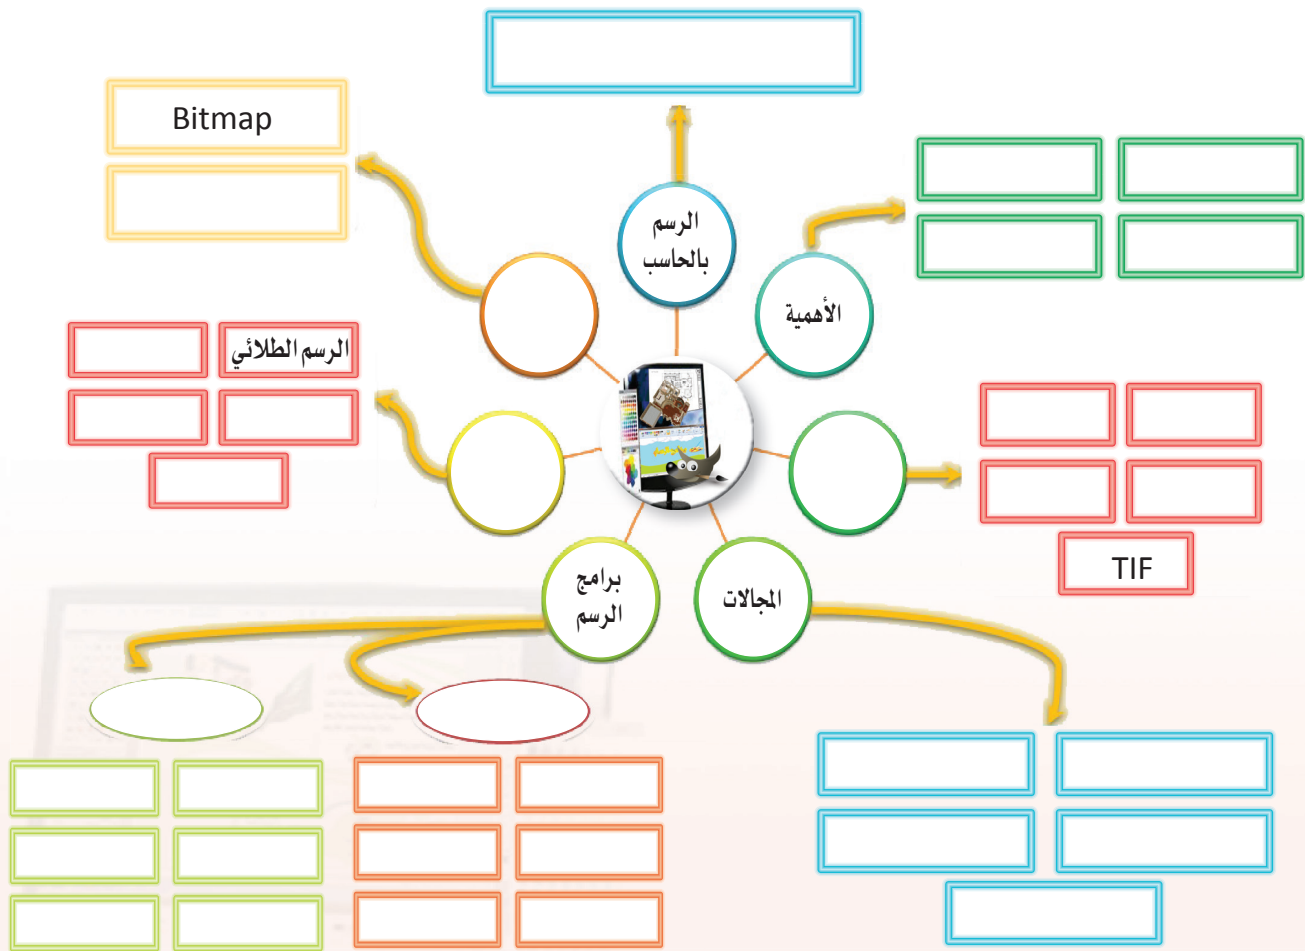 Bitmap
الرسم
بالحاسب
الأهمية
الرسم الطلائي
TIF
برامج
الرسم
المجالات